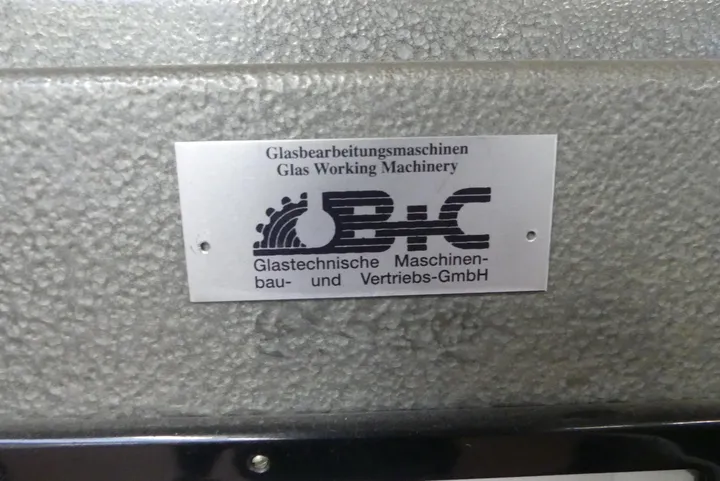 Glasbearbeitungsmaschinen
Glas Working Machinery
B+C
Glastechnische Maschinen-
bau- und Vertriebs-GmbH